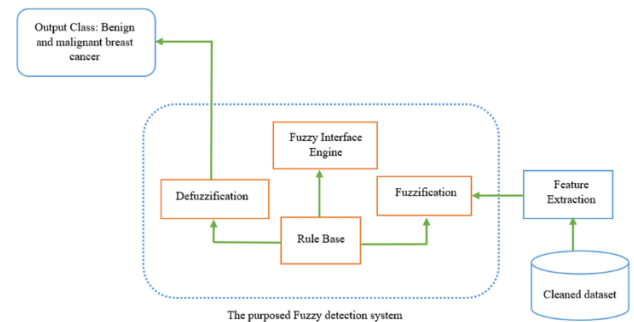 Output Class: Benign
and malignant breast
cancer
Fuzzy Interface
Engine
Defuzzification
Fuzzification
Feature
Extraction
Rule Base
Cleaned dataset
The purposed Fuzzy detection system